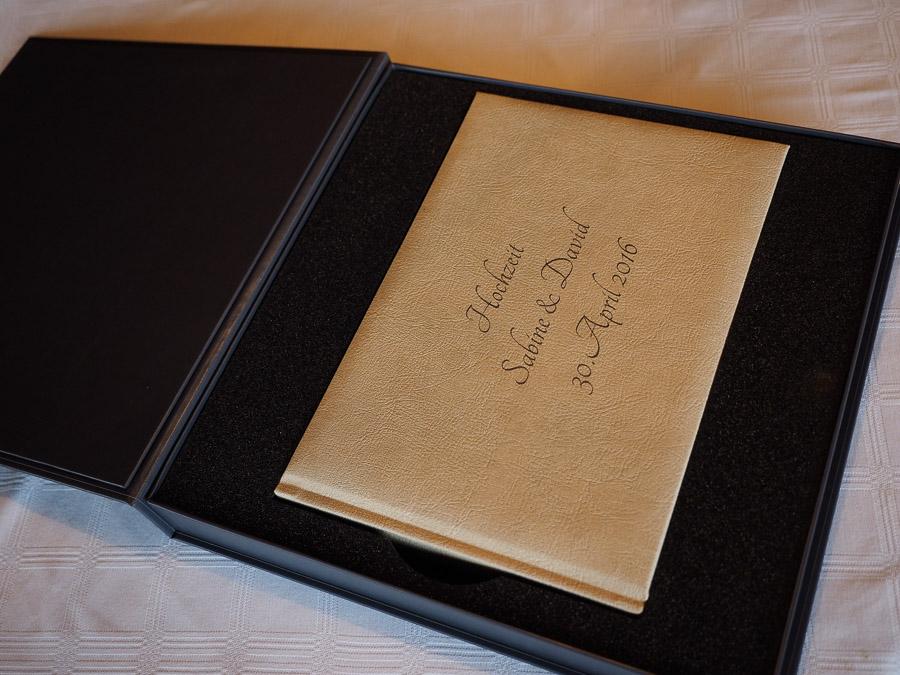 Hochzeit
Sabine & David
30. April 2016